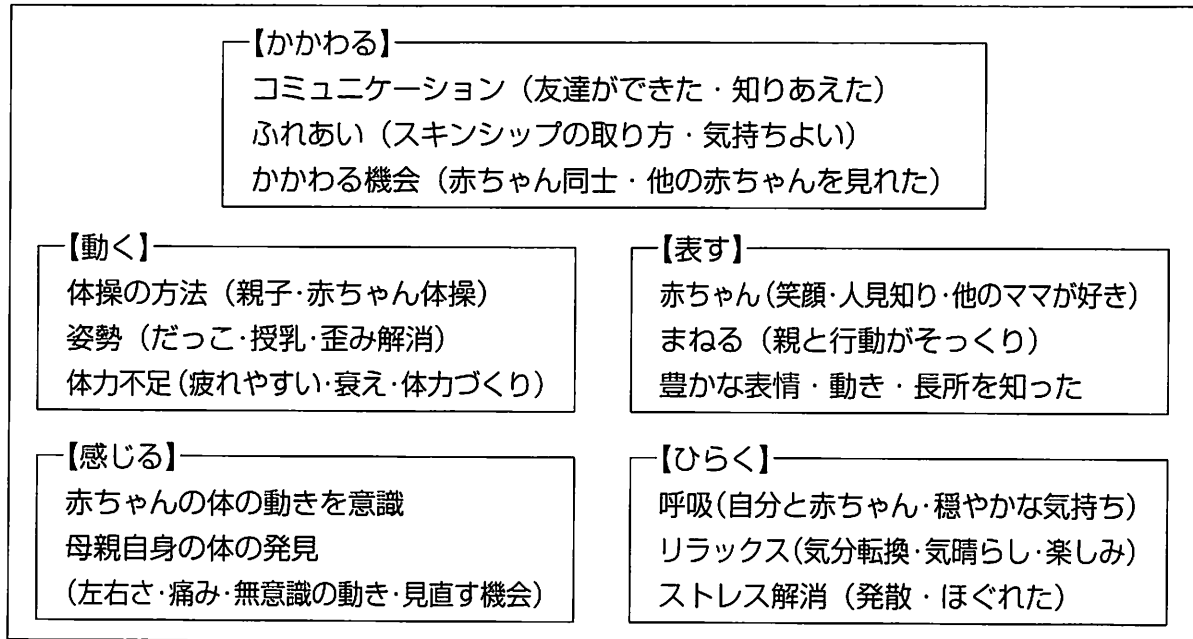 【かかわる】
コミュニケーション（友達ができた・知りあえた）
ふれあい（スキンシップの取り方・気持ちよい）
かかわる機会（赤ちゃん同士・他の赤ちゃんを見れた）
【動く】
体操の方法（親子・赤ちゃん体操）
姿勢（だっこ・授乳・歪み解消）
体力不足（疲れやすい・衰え・体力づくり）
【表す】
赤ちゃん（笑顔・人見知り・他のママが好き）
まねる（親と行動がそっくり）
豊かな表情・動き・長所を知った
【感じる】
赤ちゃんの体の動きを意識
母親自身の体の発見
（左右さ・痛み・無意識の動き・見直す機会）
【ひらく】
呼吸（自分と赤ちゃん・穏やかな気持ち）
リラックス（気分転換・気晴らし・楽しみ）
ストレス解消（発散・ほぐれた）